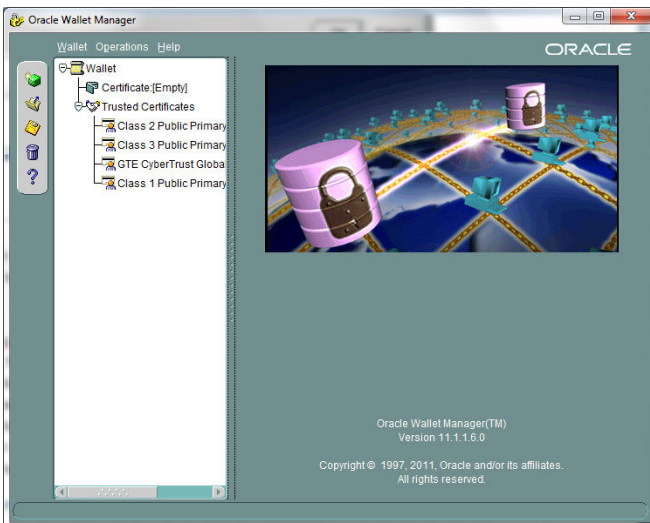 Oracle Wallet Manager
Wallet Operations Help
ORACLE
Wallet
Certificate:[Empty]
Trusted Certificates
Class 2 Public Primary
Class 3 Public Primary
GTE CyberTrust Globa
Class 1 Public Primary
?
Oracle Wallet Manager(TM)
Version 11.1.1.6.0
Copyright© 1997, 2011, Oracle and/or its affiliates.
All rights reserved.